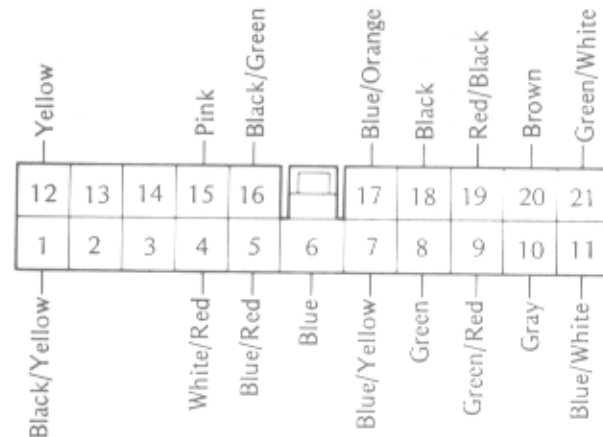 Yellow
Pink
Black/Green
Blue/Orange
Black
Red/Black
Brown
Green/White
12 13 14 15 16 17 18 19 20 21
1 2 3 4 5 6 7 8 9 10 11
Black/Yellow
White/Red
Blue/Red
Blue
Blue/Yellow
Green
Green/Red
Gray
Blue/White